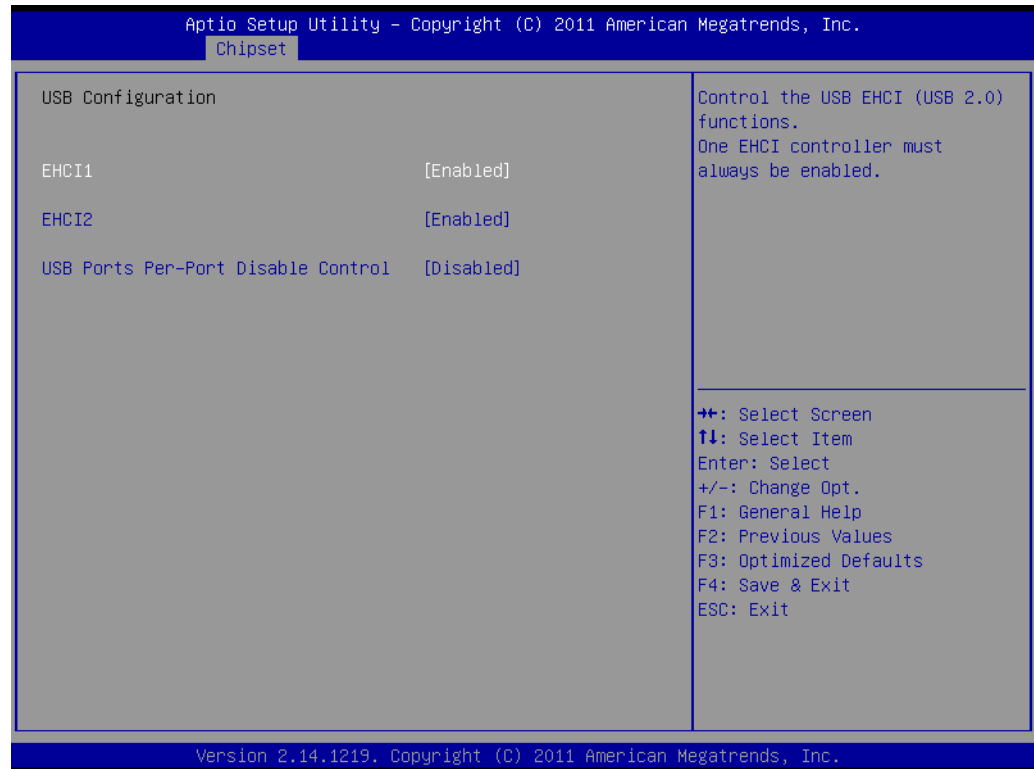 Aptio Setup Utility – Copyright (C) 2011 American Megatrends, Inc.
Chipset
USB Configuration
EHCI1 [Enabled]
EHCI2 [Enabled]
USB Ports Per-Port Disable Control [Disabled]
Control the USB EHCI (USB 2.0)
functions.
One EHCI controller must
always be enabled.
→←: Select Screen
↑↓: Select Item
Enter: Select
+/-: Change Opt.
F1: General Help
F2: Previous Values
F3: Optimized Defaults
F4: Save & Exit
ESC: Exit
Version 2.14.1219. Copyright (C) 2011 American Megatrends, Inc.